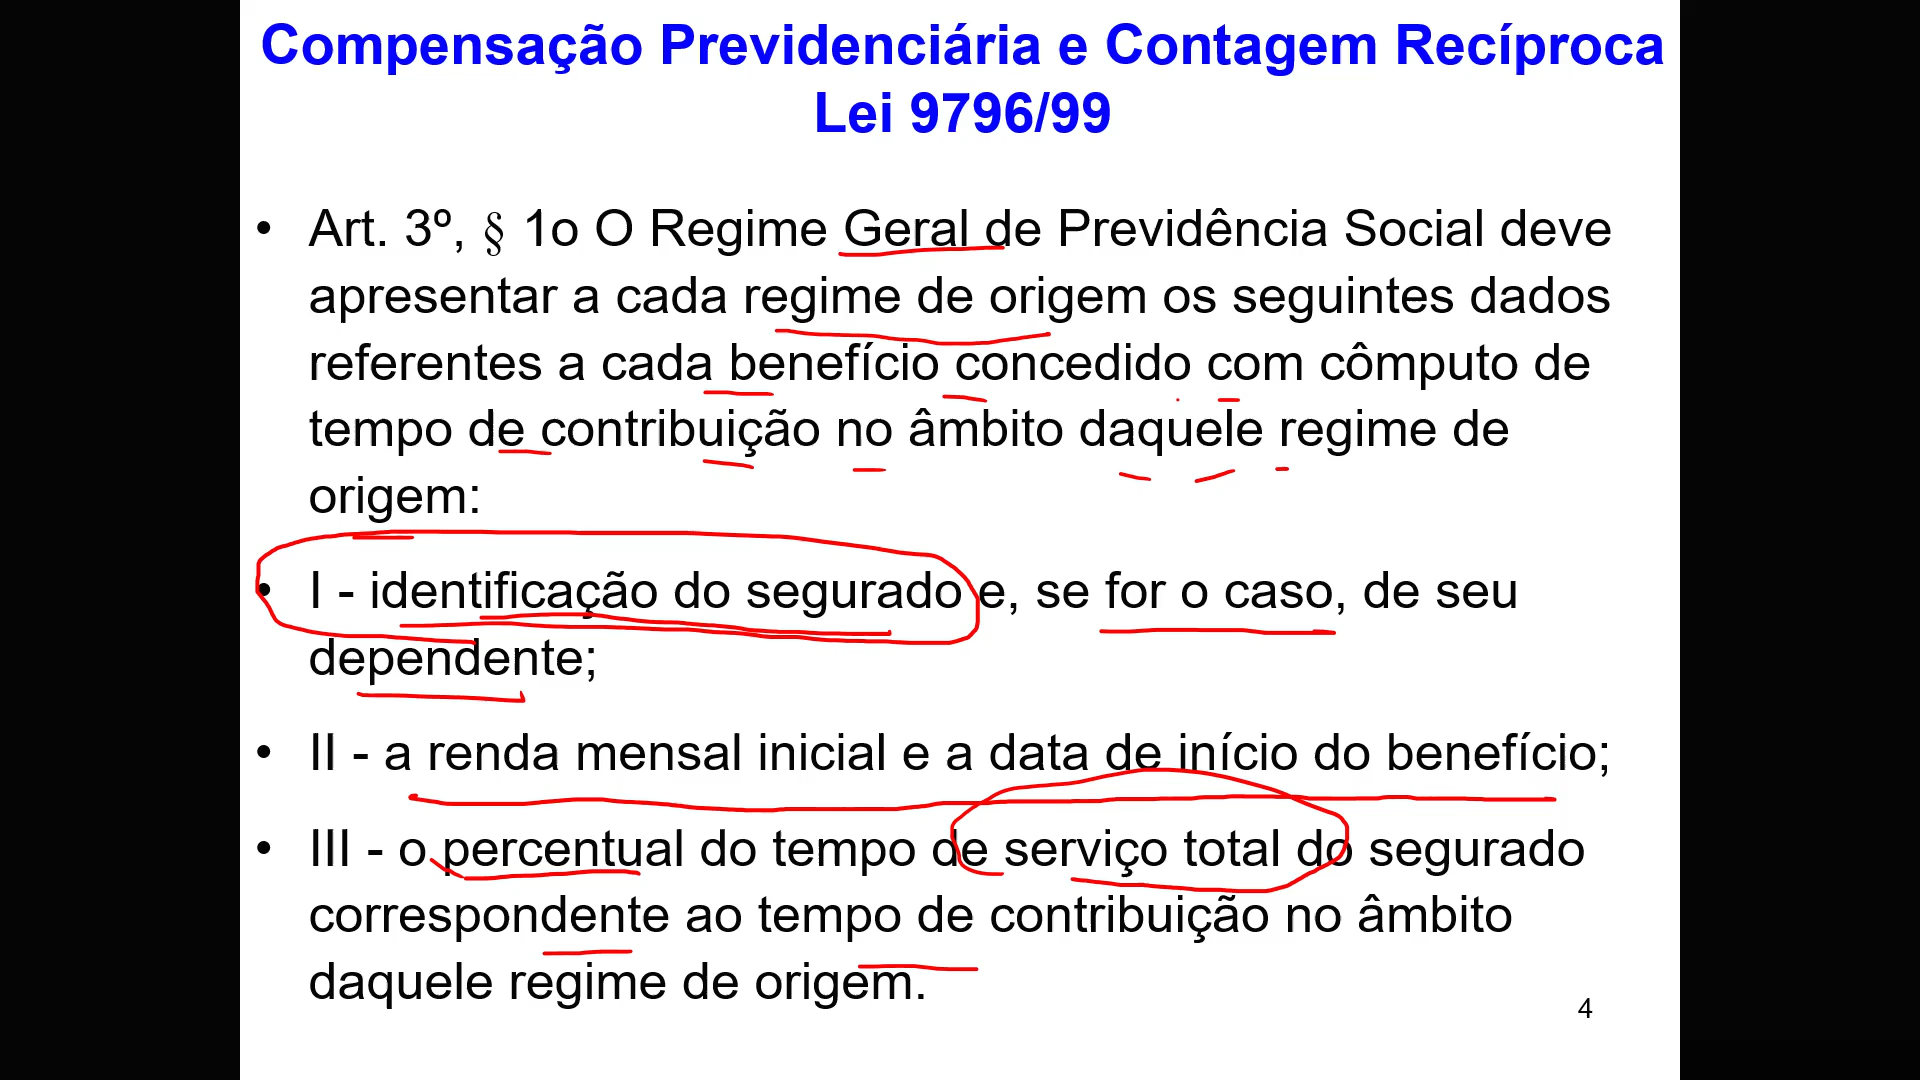 Compensação Previdenciária e Contagem Recíproca
Lei 9796/99
• Art. 3º, § 1o O Regime Geral de Previdência Social deve
apresentar a cada regime de origem os seguintes dados
referentes a cada benefício concedido com cômputo de
tempo de contribuição no âmbito daquele regime de
origem:
• I - identificação do segurado e, se for o caso, de seu
dependente;
• II - a renda mensal inicial e a data de início do benefício;
• III - o percentual do tempo de serviço total do segurado
correspondente ao tempo de contribuição no âmbito
daquele regime de origem.
4